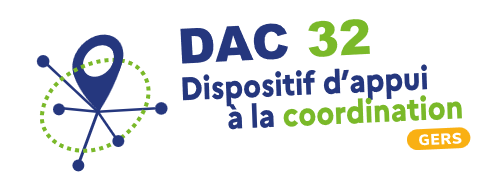 DAC 32
Dispositif d'appui
à la coordination
GERS